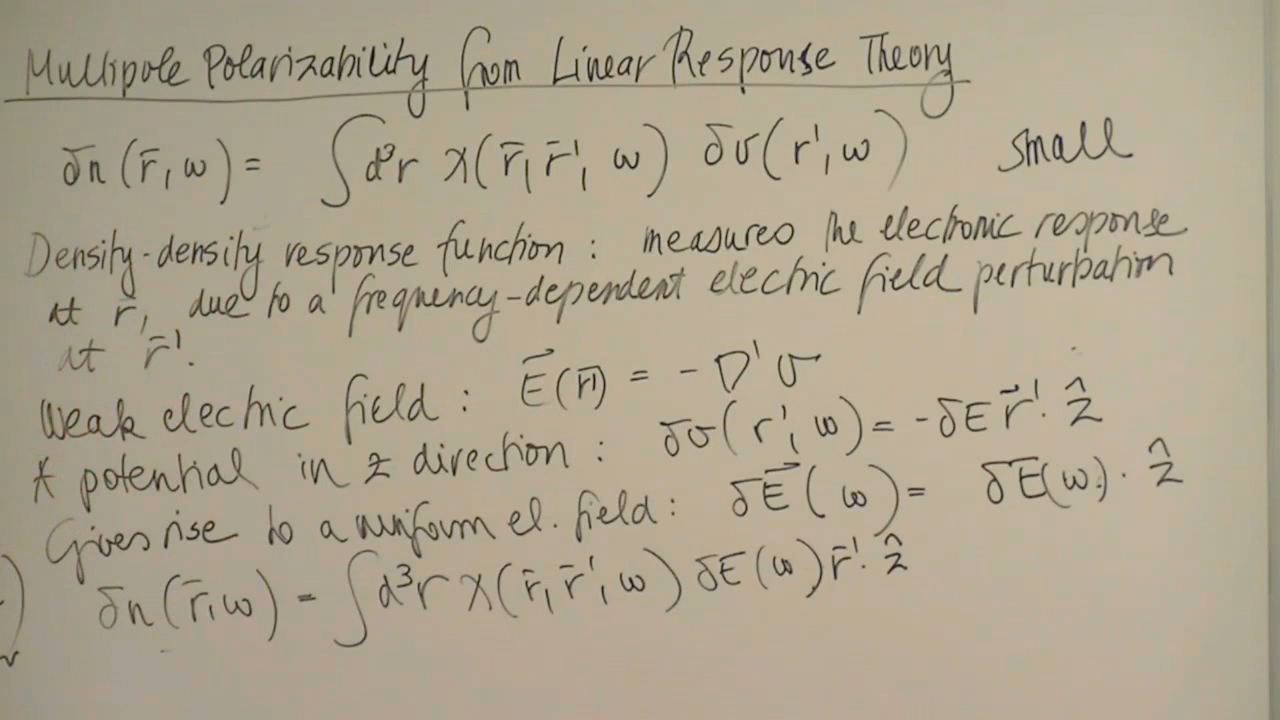 Multipole Polarizability from Linear Response Theory
δn(r̄, ω) = ∫d³r χ(r̄, r̄', ω) δv(r', ω) small
Density-density response function: measures the electronic response
at r̄, due to a frequency-dependent electric field perturbation
at r̄'.
Weak electric field: E⃗(r̄') = -∇'v
* potential in z direction: δv(r', ω) = -δE r̄'·ẑ
Gives rise to a uniform el. field: δE⃗(ω) = δE(ω)·ẑ
δn(r̄, ω) = ∫d³r χ(r̄, r̄', ω) δE(ω) r̄'·ẑ